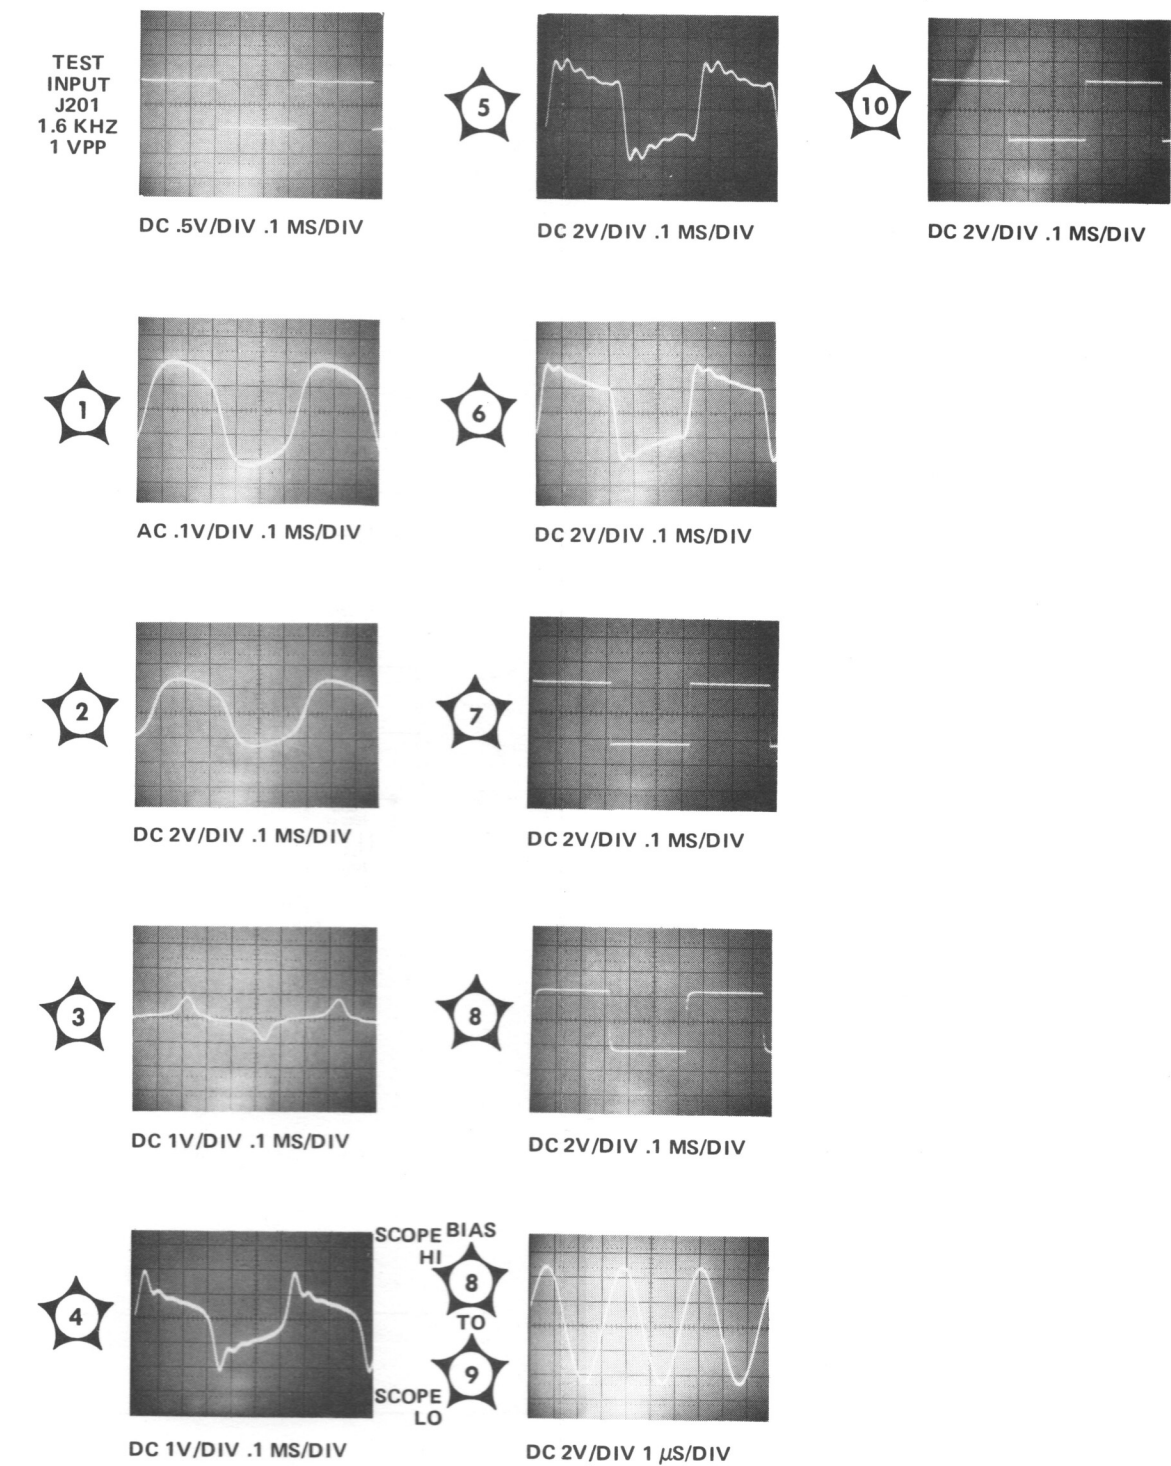 TEST
INPUT
J201
1.6 KHZ
1 VPP
DC .5V/DIV .1 MS/DIV
5
DC 2V/DIV .1 MS/DIV
10
DC 2V/DIV .1 MS/DIV
1
AC .1V/DIV .1 MS/DIV
6
DC 2V/DIV .1 MS/DIV
2
DC 2V/DIV .1 MS/DIV
7
DC 2V/DIV .1 MS/DIV
3
DC 1V/DIV .1 MS/DIV
8
DC 2V/DIV .1 MS/DIV
4
DC 1V/DIV .1 MS/DIV
SCOPE BIAS
HI
8
TO
9
SCOPE
LO
DC 2V/DIV 1 μS/DIV